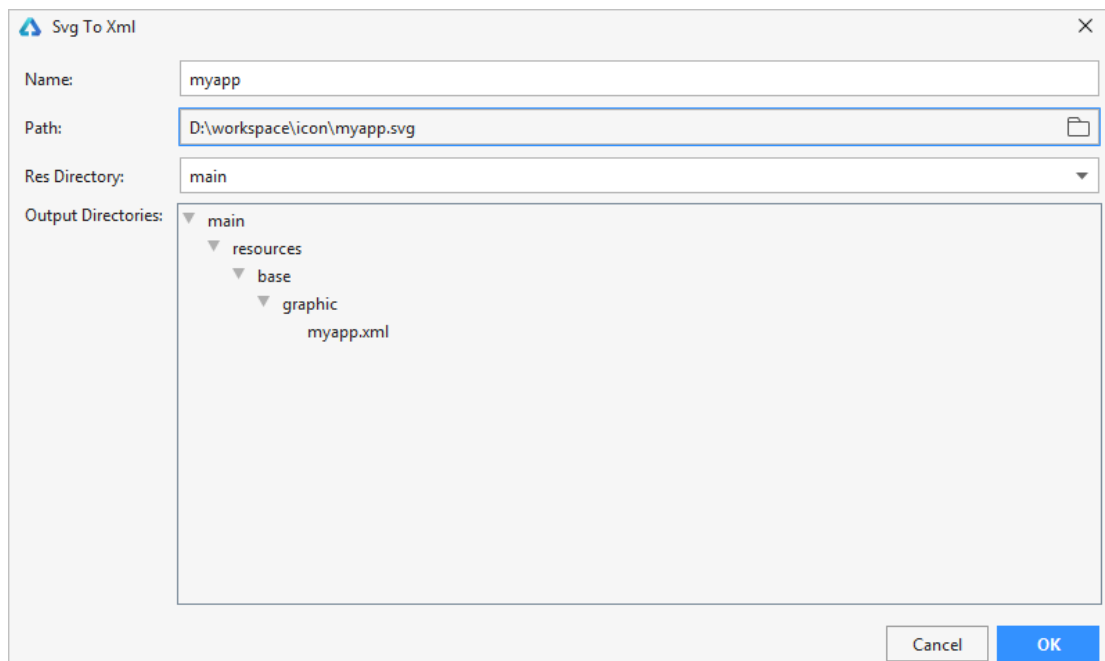 Svg To Xml
Name: myapp
Path: D:\workspace\icon\myapp.svg
Res Directory: main
Output Directories: main
resources
base
graphic
myapp.xml
Cancel OK